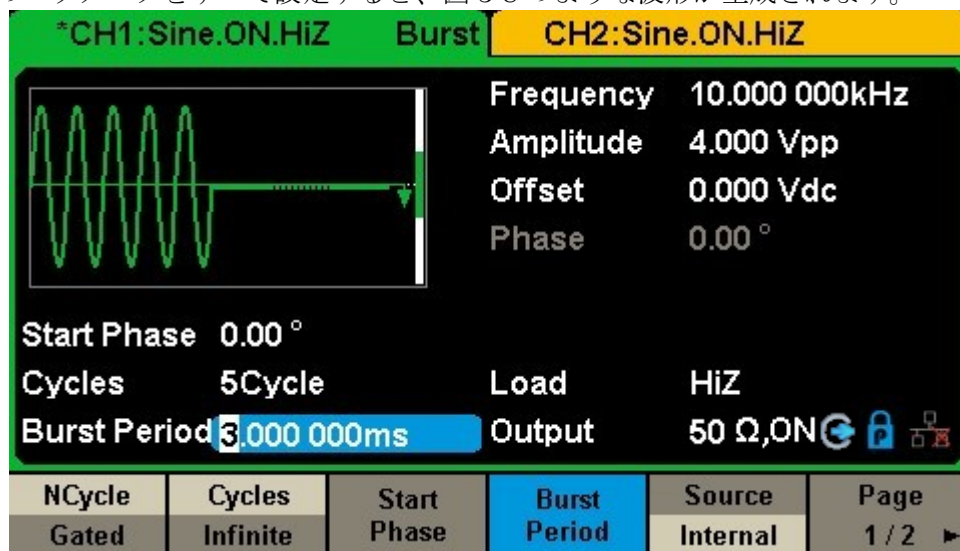 *CH1:Sine.ON.HiZ Burst CH2:Sine.ON.HiZ
Frequency 10.000 000kHz
Amplitude 4.000 Vpp
Offset 0.000 Vdc
Phase 0.00 °
Start Phase 0.00 °
Cycles 5Cycle Load HiZ
Burst Period 3.000 000ms Output 50 Ω,ON P
NCycle Cycles Start Burst Source Page
Gated Infinite Phase Period Internal 1 / 2